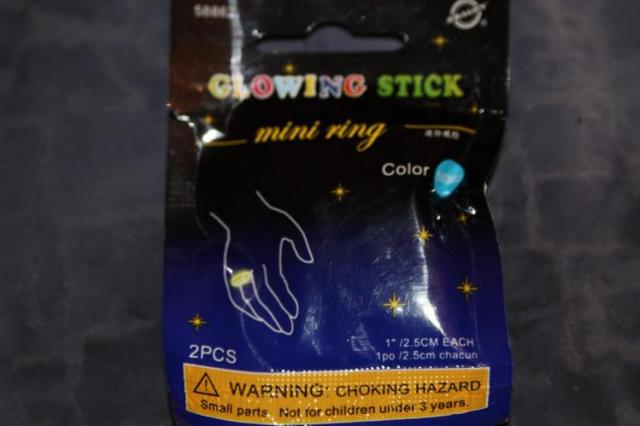 GLOWING STICK
mini ring
Color
2PCS
1" /2.5CM EACH
1po /2.5cm chacun
WARNING: CHOKING HAZARD
Small parts. Not for children under 3 years.